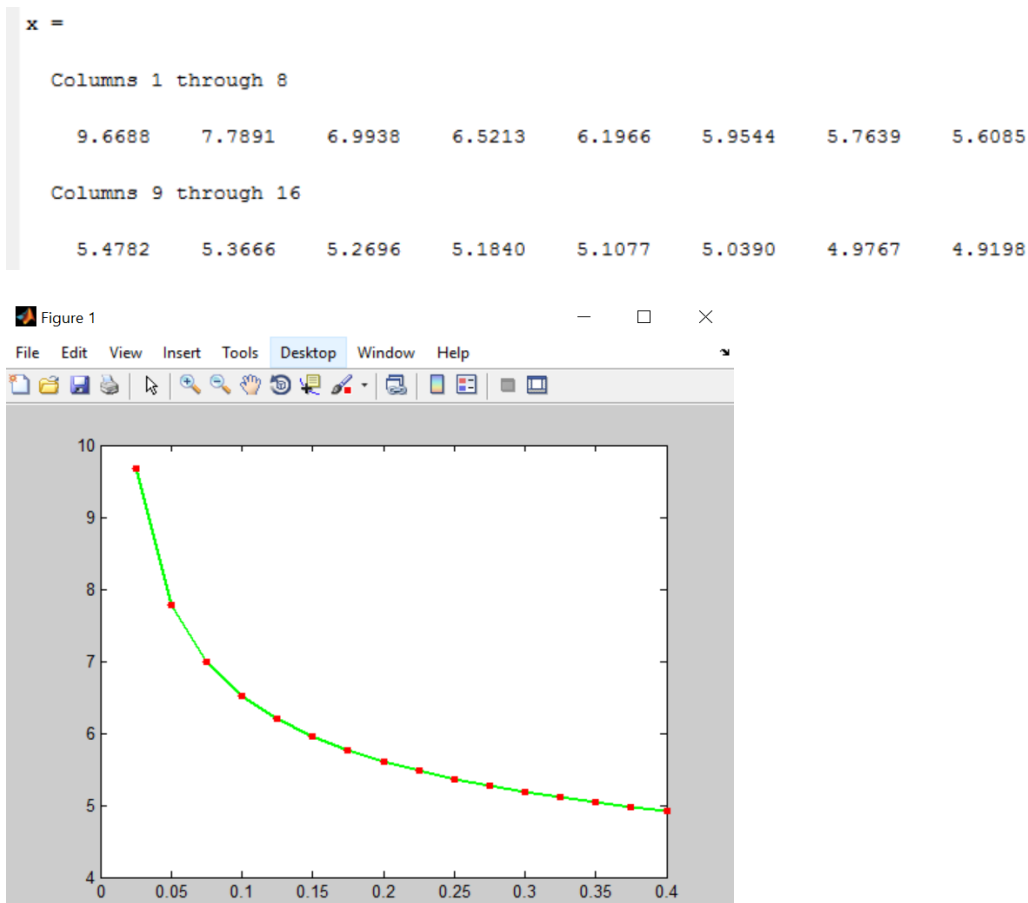 x =
Columns 1 through 8
9.6688 7.7891 6.9938 6.5213 6.1966 5.9544 5.7639 5.6085
Columns 9 through 16
5.4782 5.3666 5.2696 5.1840 5.1077 5.0390 4.9767 4.9198
Figure 1
File Edit View Insert Tools Desktop Window Help
10
9
8
7
6
5
4
0 0.05 0.1 0.15 0.2 0.25 0.3 0.35 0.4